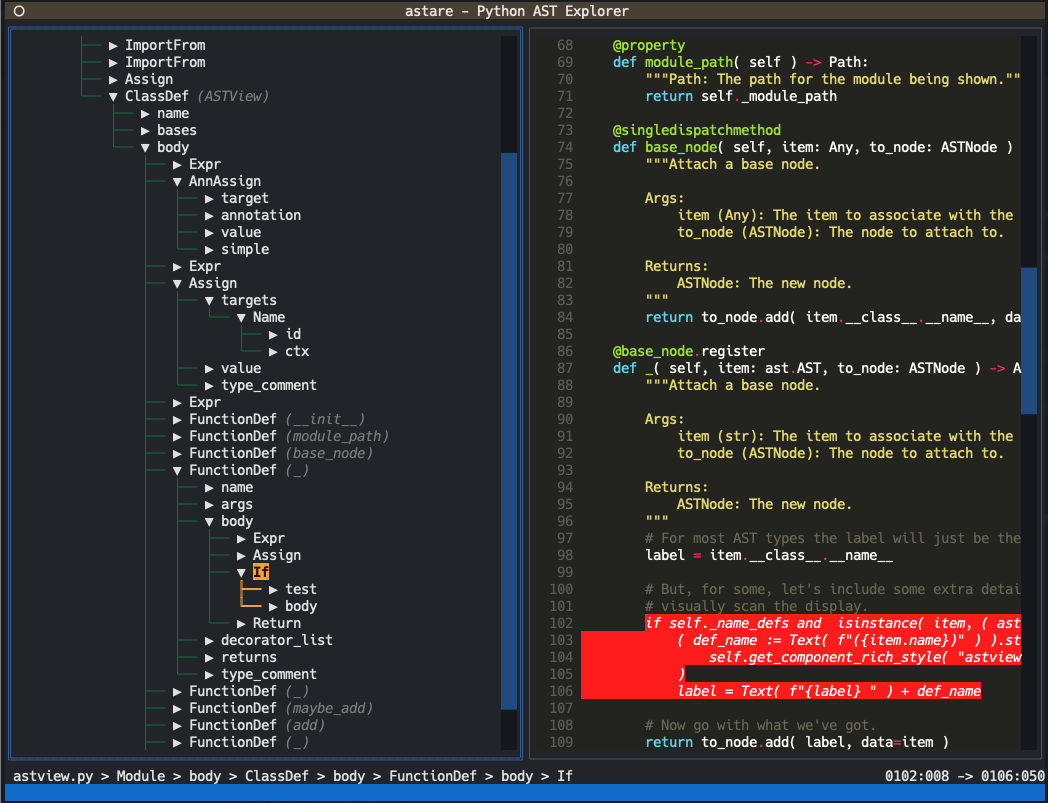 astare - Python AST Explorer
▶ ImportFrom
▶ ImportFrom
▶ Assign
▼ ClassDef (ASTView)
▶ name
▶ bases
▼ body
▶ Expr
▼ AnnAssign
▶ target
▶ annotation
▶ value
▶ simple
▶ Expr
▼ Assign
▼ targets
▼ Name
▶ id
▶ ctx
▶ value
▶ type_comment
▶ Expr
▶ FunctionDef (__init__)
▶ FunctionDef (module_path)
▶ FunctionDef (base_node)
▼ FunctionDef (_)
▶ name
▶ args
▼ body
▶ Expr
▶ Assign
▼ If
▶ test
▶ body
▶ Return
▶ decorator_list
▶ returns
▶ type_comment
▶ FunctionDef (_)
▶ FunctionDef (maybe_add)
▶ FunctionDef (add)
▶ FunctionDef (_)
68 @property
69 def module_path( self ) -> Path:
70 """Path: The path for the module being shown.""
71 return self._module_path
72
73 @singledispatchmethod
74 def base_node( self, item: Any, to_node: ASTNode )
75 """Attach a base node.
76
77 Args:
78 item (Any): The item to associate with the
79 to_node (ASTNode): The node to attach to.
80
81 Returns:
82 ASTNode: The new node.
83 """
84 return to_node.add( item.__class__.__name__, da
85
86 @base_node.register
87 def _( self, item: ast.AST, to_node: ASTNode ) -> A
88 """Attach a base node.
89
90 Args:
91 item (str): The item to associate with the
92 to_node (ASTNode): The node to attach to.
93
94 Returns:
95 ASTNode: The new node.
96 """
97 # For most AST types the label will just be the
98 label = item.__class__.__name__
99
100 # But, for some, let's include some extra detai
101 # visually scan the display.
102 if self._name_defs and isinstance( item, ( ast
103 ( def_name := Text( f"({item.name})" ) ).st
104 self.get_component_rich_style( "astview
105 )
106 label = Text( f"{label} " ) + def_name
107
108 # Now go with what we've got.
109 return to_node.add( label, data=item )
astview.py > Module > body > ClassDef > body > FunctionDef > body > If
0102:008 -> 0106:050